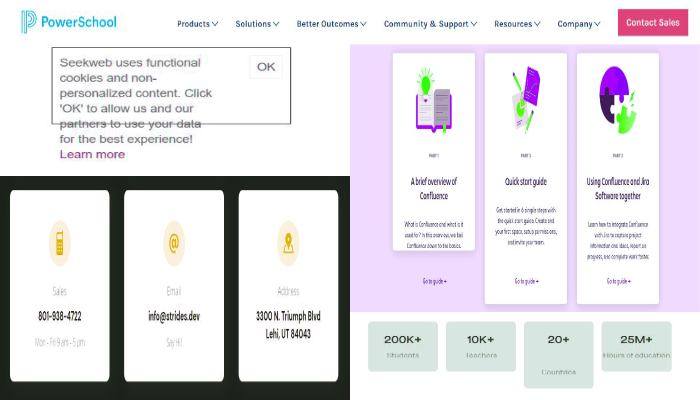 PowerSchool
Products
Solutions
Better Outcomes
Community & Support
Resources
Company
Contact Sales
Seekweb uses functional
cookies and non-
personalized content. Click
'OK' to allow us and our
partners to use your data
for the best experience!
Learn more
OK
PART 1
A brief overview of
Confluence
What is Confluence and what is it
used for? In this overview, we boil
Confluence down to the basics.
Go to guide
PART 2
Quick start guide
Get started in 6 simple steps with
the quick start guide. Create and
your first space, set up permissions,
and invite your team.
Go to guide
PART 3
Using Confluence and Jira
Software together
Learn how to integrate Confluence
with Jira to capture project
information and ideas, report on
progress, and complete work faster.
Go to guide
Sales
801-938-4722
Mon - Fri 9 am - 5 pm
Email
info@strides.dev
Say Hi!
Address
3300 N. Triumph Blvd
Lehi, UT 84043
200K+
Students
10K+
Teachers
20+
Countries
25M+
Hours of education